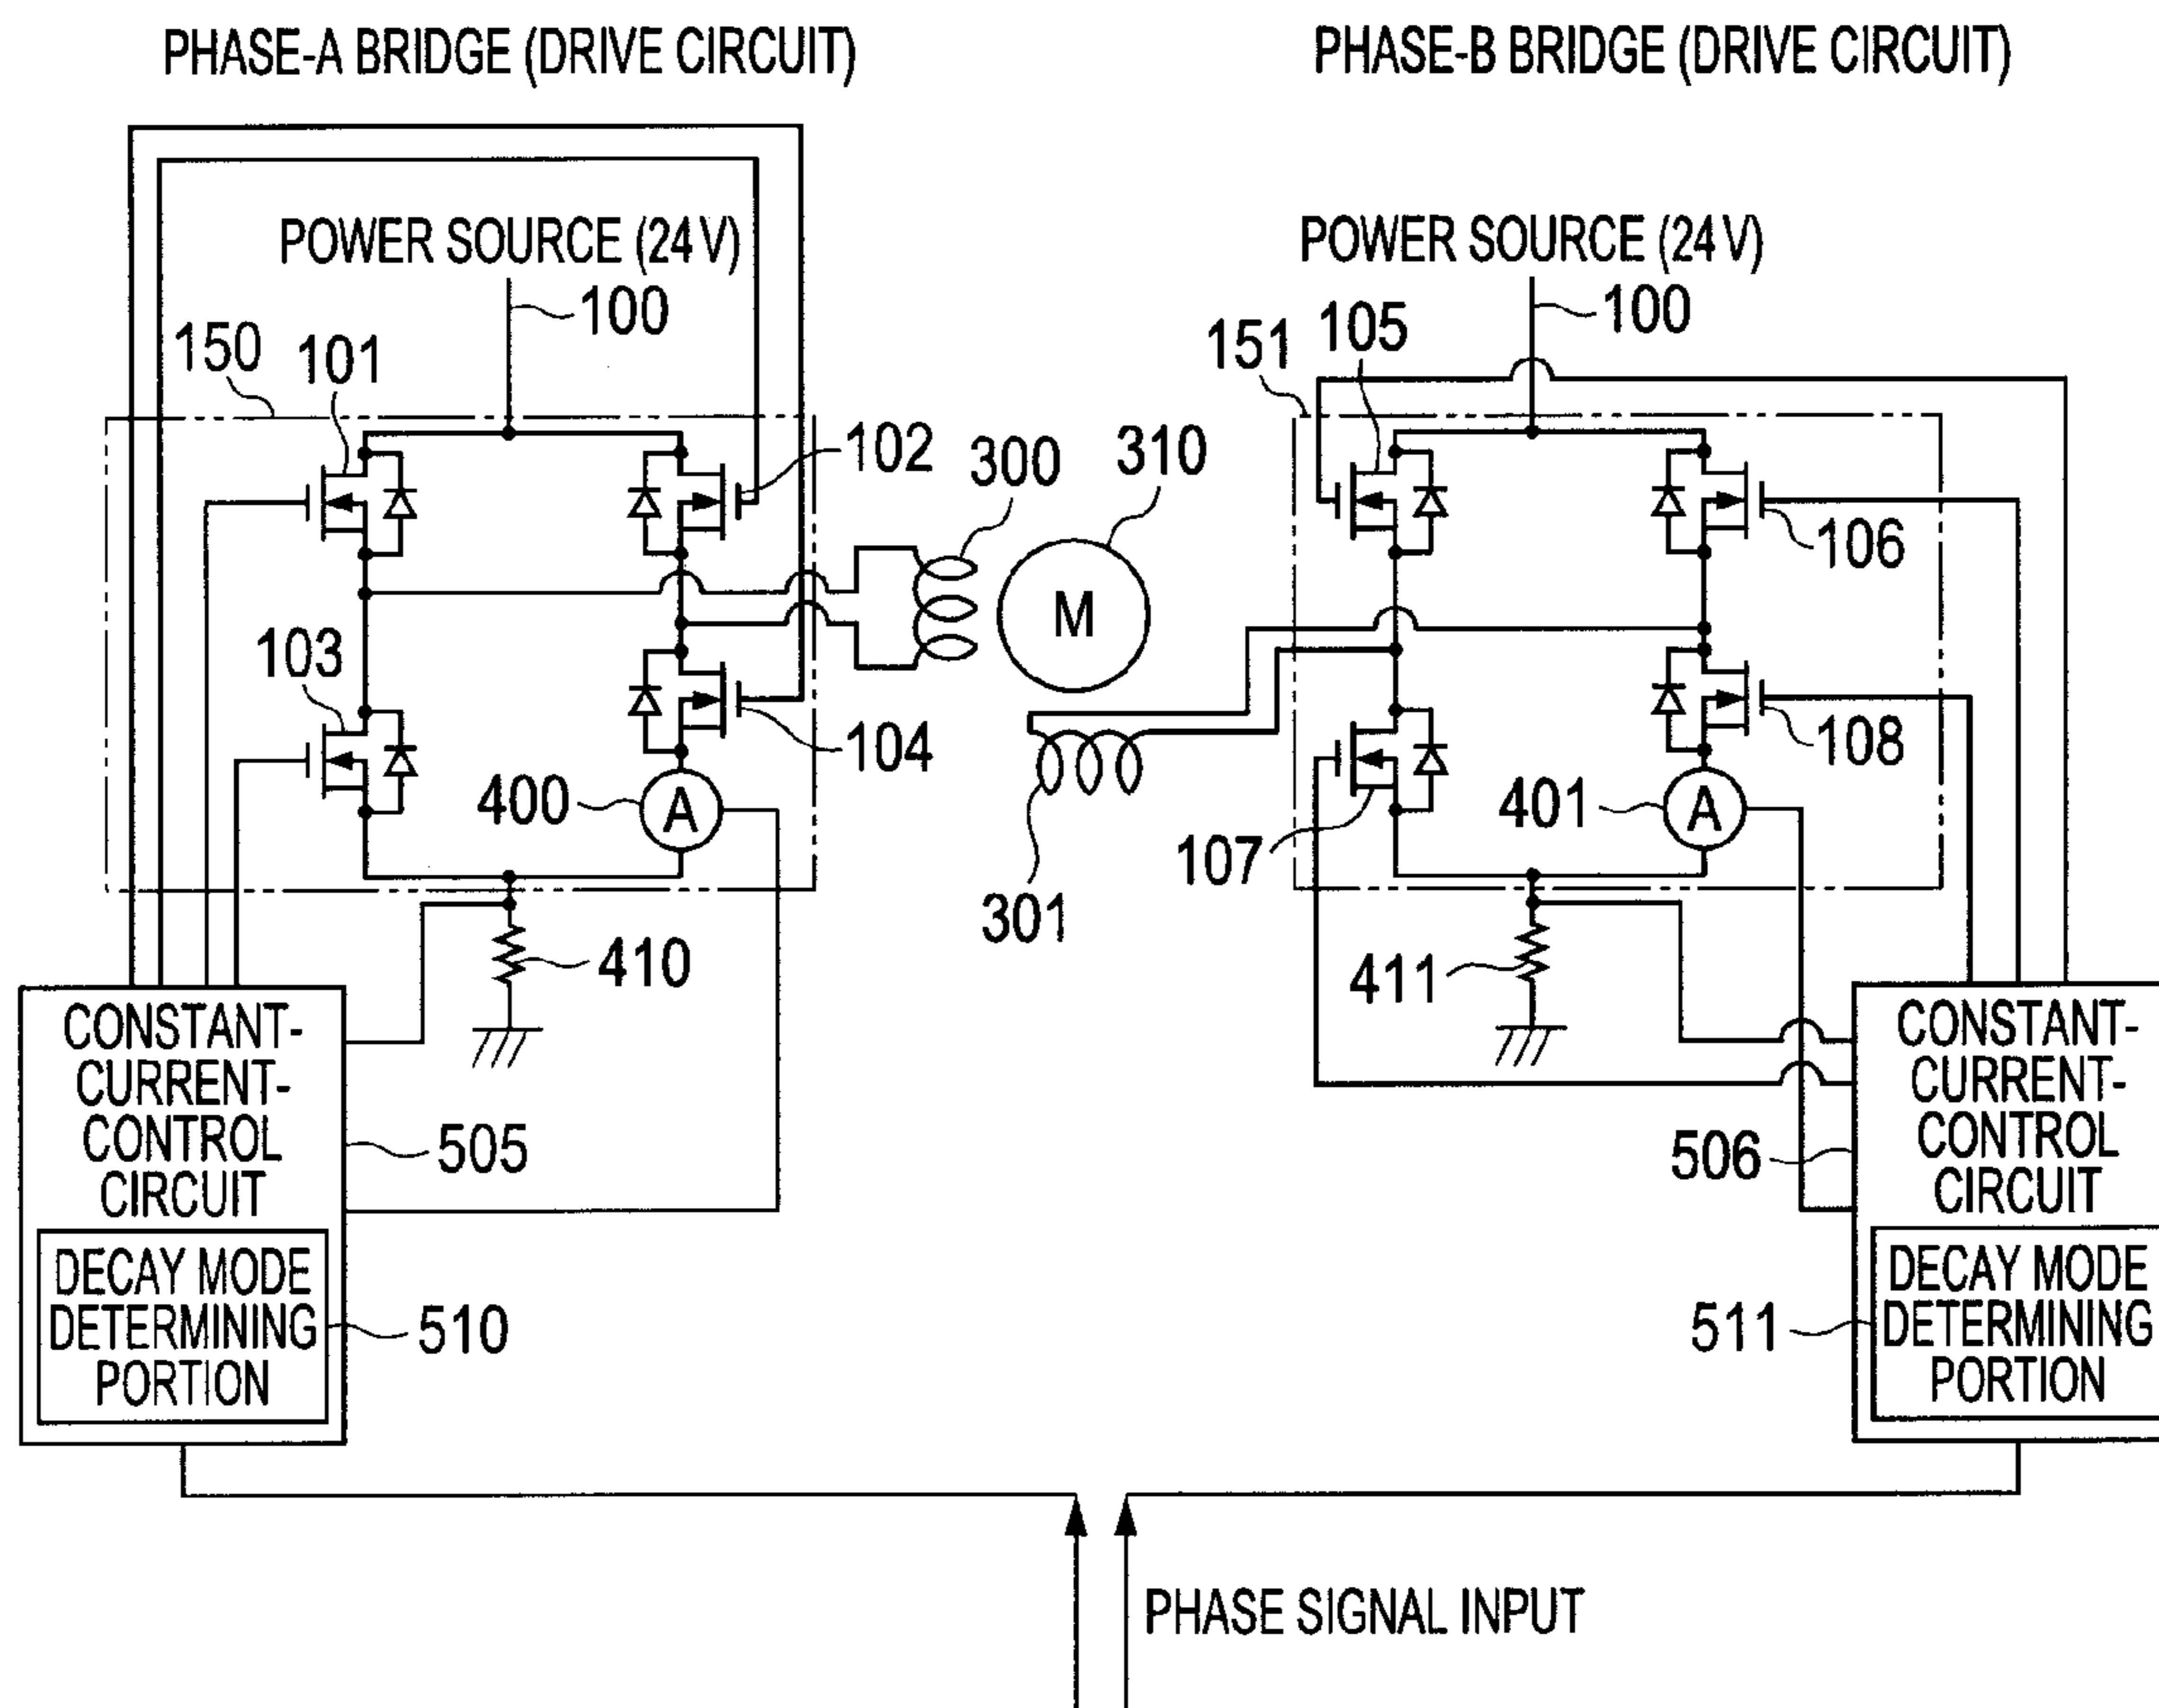 PHASE-A BRIDGE (DRIVE CIRCUIT)
PHASE-B BRIDGE (DRIVE CIRCUIT)
POWER SOURCE (24 V)
100
150
101
102
103
104
400
410
300
310
M
A
301
POWER SOURCE (24 V)
100
151
105
106
107
108
401
A
411
CONSTANT-
CURRENT-
CONTROL
CIRCUIT
505
DECAY MODE
DETERMINING
PORTION
510
CONSTANT-
CURRENT-
CONTROL
CIRCUIT
506
DECAY MODE
DETERMINING
PORTION
511
PHASE SIGNAL INPUT